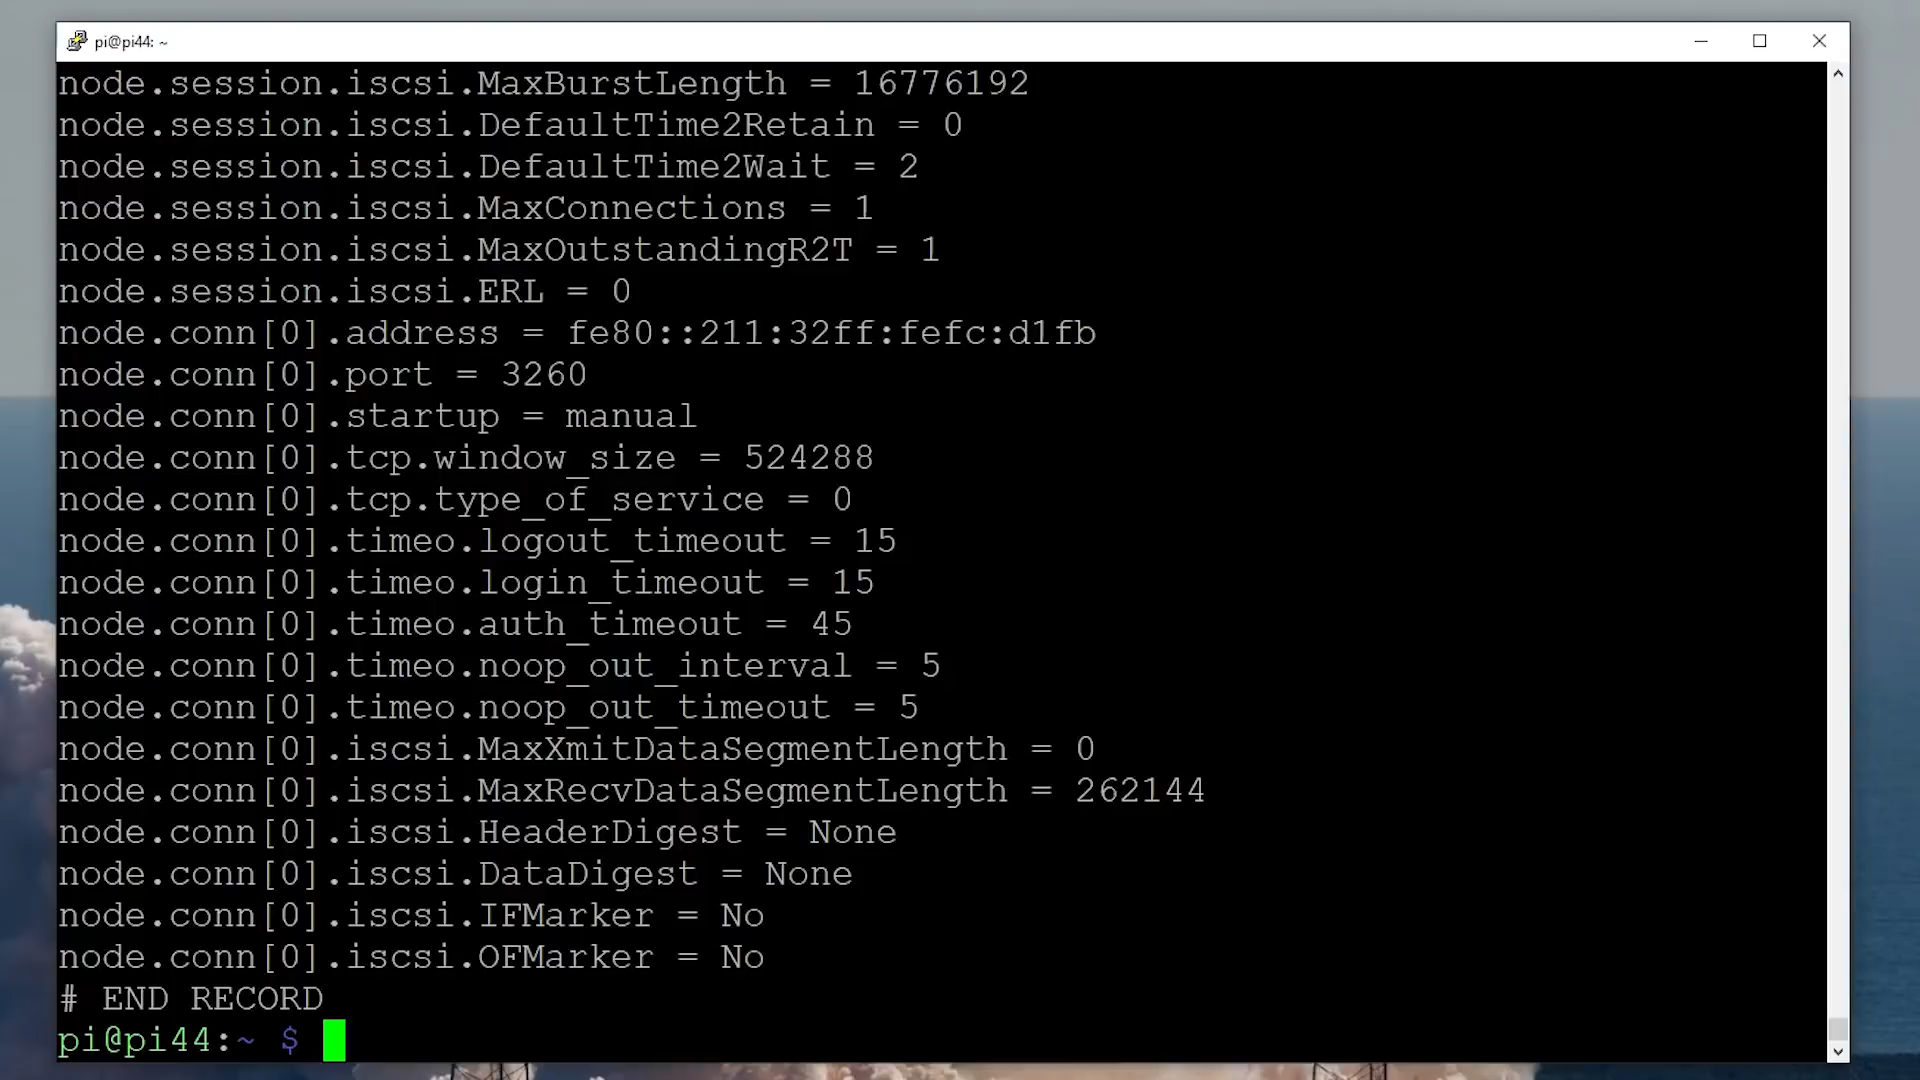 pi@pi44: ~
node.session.iscsi.MaxBurstLength = 16776192
node.session.iscsi.DefaultTime2Retain = 0
node.session.iscsi.DefaultTime2Wait = 2
node.session.iscsi.MaxConnections = 1
node.session.iscsi.MaxOutstandingR2T = 1
node.session.iscsi.ERL = 0
node.conn[0].address = fe80::211:32ff:fefc:d1fb
node.conn[0].port = 3260
node.conn[0].startup = manual
node.conn[0].tcp.window_size = 524288
node.conn[0].tcp.type_of_service = 0
node.conn[0].timeo.logout_timeout = 15
node.conn[0].timeo.login_timeout = 15
node.conn[0].timeo.auth_timeout = 45
node.conn[0].timeo.noop_out_interval = 5
node.conn[0].timeo.noop_out_timeout = 5
node.conn[0].iscsi.MaxXmitDataSegmentLength = 0
node.conn[0].iscsi.MaxRecvDataSegmentLength = 262144
node.conn[0].iscsi.HeaderDigest = None
node.conn[0].iscsi.DataDigest = None
node.conn[0].iscsi.IFMarker = No
node.conn[0].iscsi.OFMarker = No
# END RECORD
pi@pi44:~ $